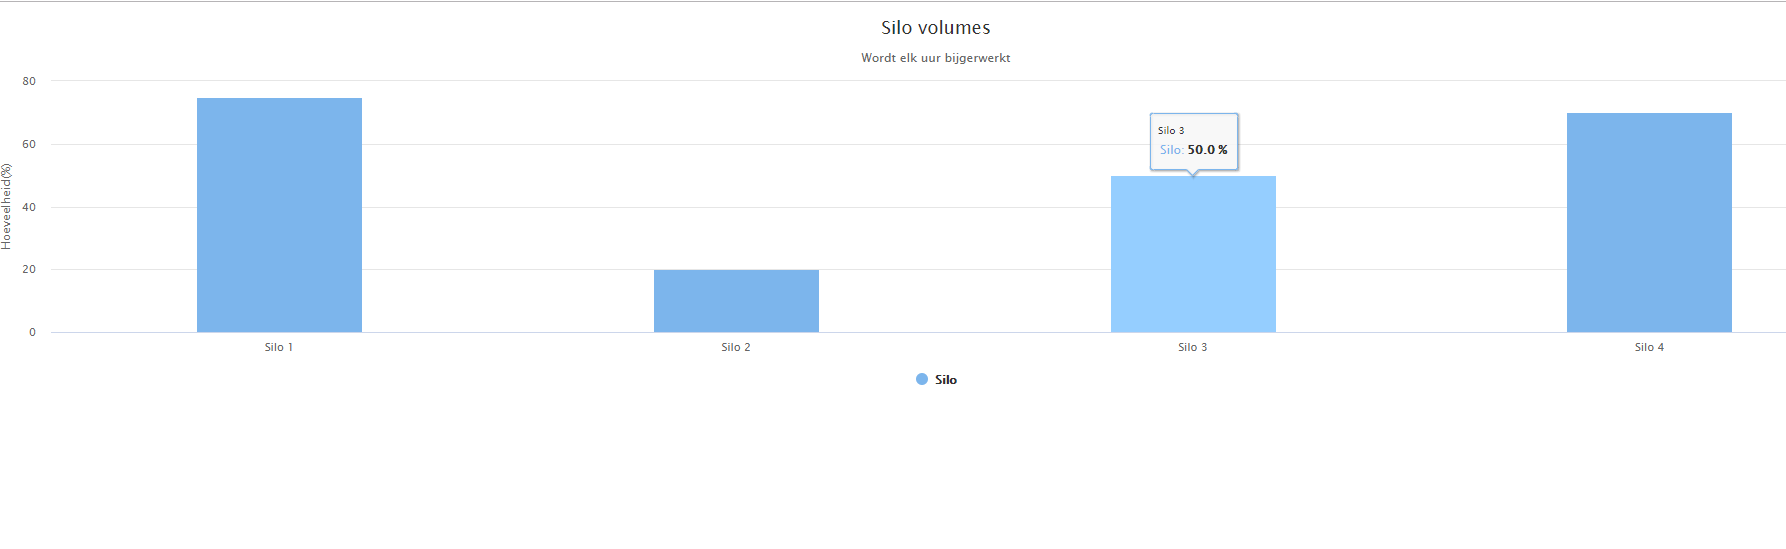 Silo volumes
Wordt elk uur bijgerwerkt
80
60
40
20
0
Hoeveelheid(%)
Silo 3
Silo: 50.0 %
Silo 1
Silo 2
Silo 3
Silo 4
Silo